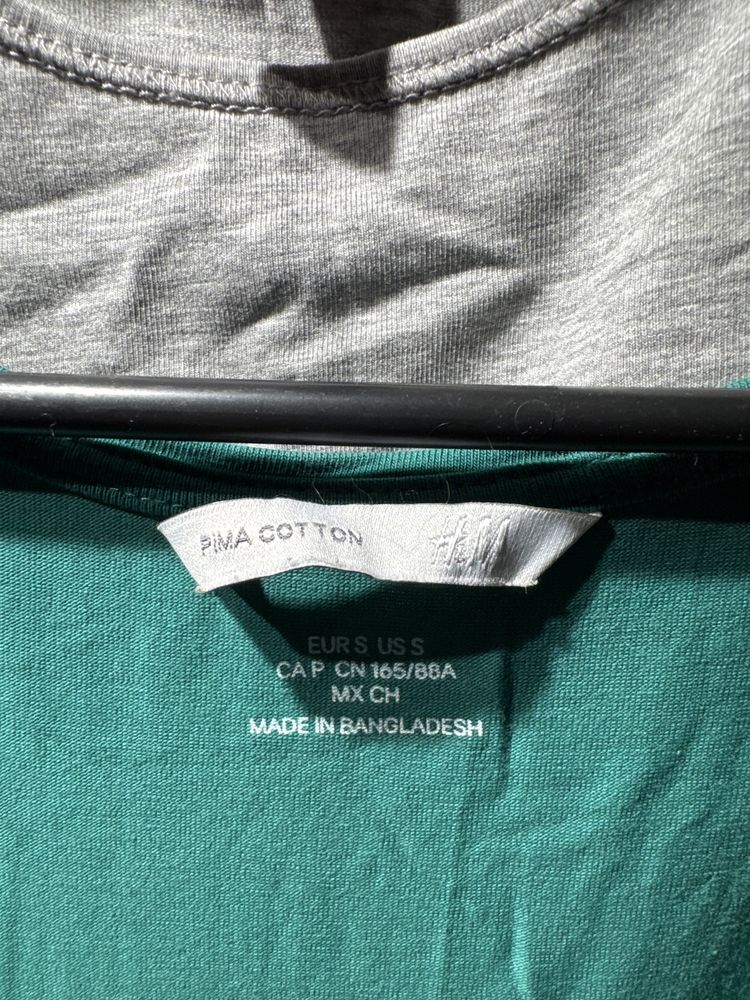 PIMA COTTON H&M
EUR S US S
CA P CN 165/88A
MX CH
MADE IN BANGLADESH